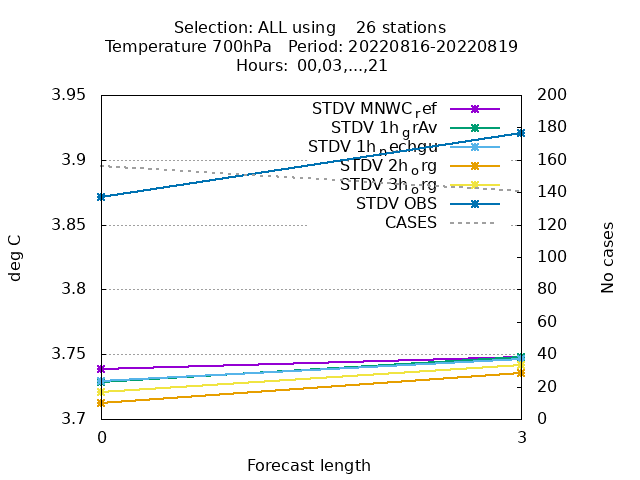 Selection: ALL using 26 stations
Temperature 700hPa Period: 20220816-20220819
Hours: 00,03,...,21
3.95
3.9
3.85
3.8
3.75
3.7
deg C
STDV MNWC_ref
STDV 1h_grAv
STDV 1h_nechgu
STDV 2h_org
STDV 3h_org
STDV OBS
CASES
200
180
160
140
120
100
80
60
40
20
0
No cases
0 3
Forecast length